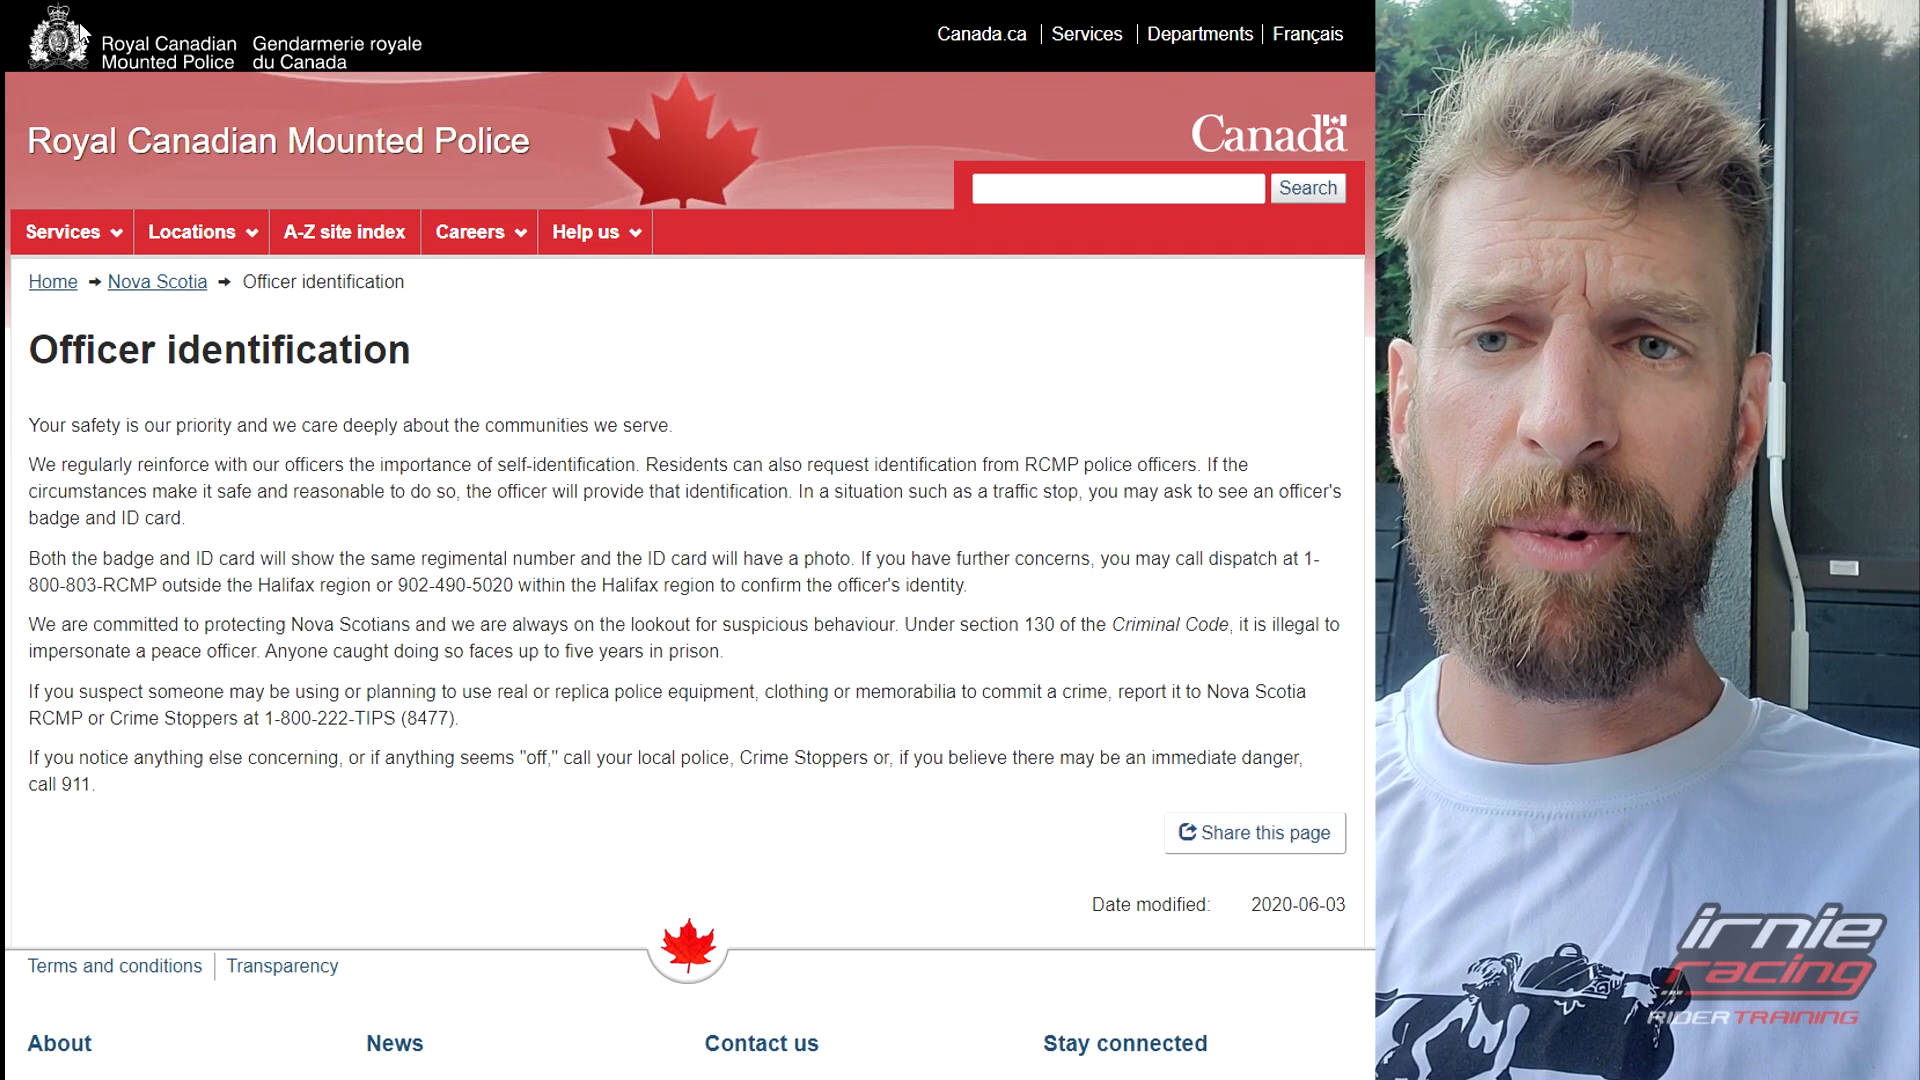 Royal Canadian Mounted Police
Gendarmerie royale du Canada
Canada.ca
Services
Departments
Français
Royal Canadian Mounted Police
Canada
Search
Services
Locations
A-Z site index
Careers
Help us
Home
Nova Scotia
Officer identification
Officer identification
Your safety is our priority and we care deeply about the communities we serve.
We regularly reinforce with our officers the importance of self-identification. Residents can also request identification from RCMP police officers. If the
circumstances make it safe and reasonable to do so, the officer will provide that identification. In a situation such as a traffic stop, you may ask to see an officer's
badge and ID card.
Both the badge and ID card will show the same regimental number and the ID card will have a photo. If you have further concerns, you may call dispatch at 1-
800-803-RCMP outside the Halifax region or 902-490-5020 within the Halifax region to confirm the officer's identity.
We are committed to protecting Nova Scotians and we are always on the lookout for suspicious behaviour. Under section 130 of the Criminal Code, it is illegal to
impersonate a peace officer. Anyone caught doing so faces up to five years in prison.
If you suspect someone may be using or planning to use real or replica police equipment, clothing or memorabilia to commit a crime, report it to Nova Scotia
RCMP or Crime Stoppers at 1-800-222-TIPS (8477).
If you notice anything else concerning, or if anything seems "off," call your local police, Crime Stoppers or, if you believe there may be an immediate danger,
call 911.
Share this page
Date modified: 2020-06-03
Terms and conditions
Transparency
About
News
Contact us
Stay connected
irnie
racing
RIDER TRAINING